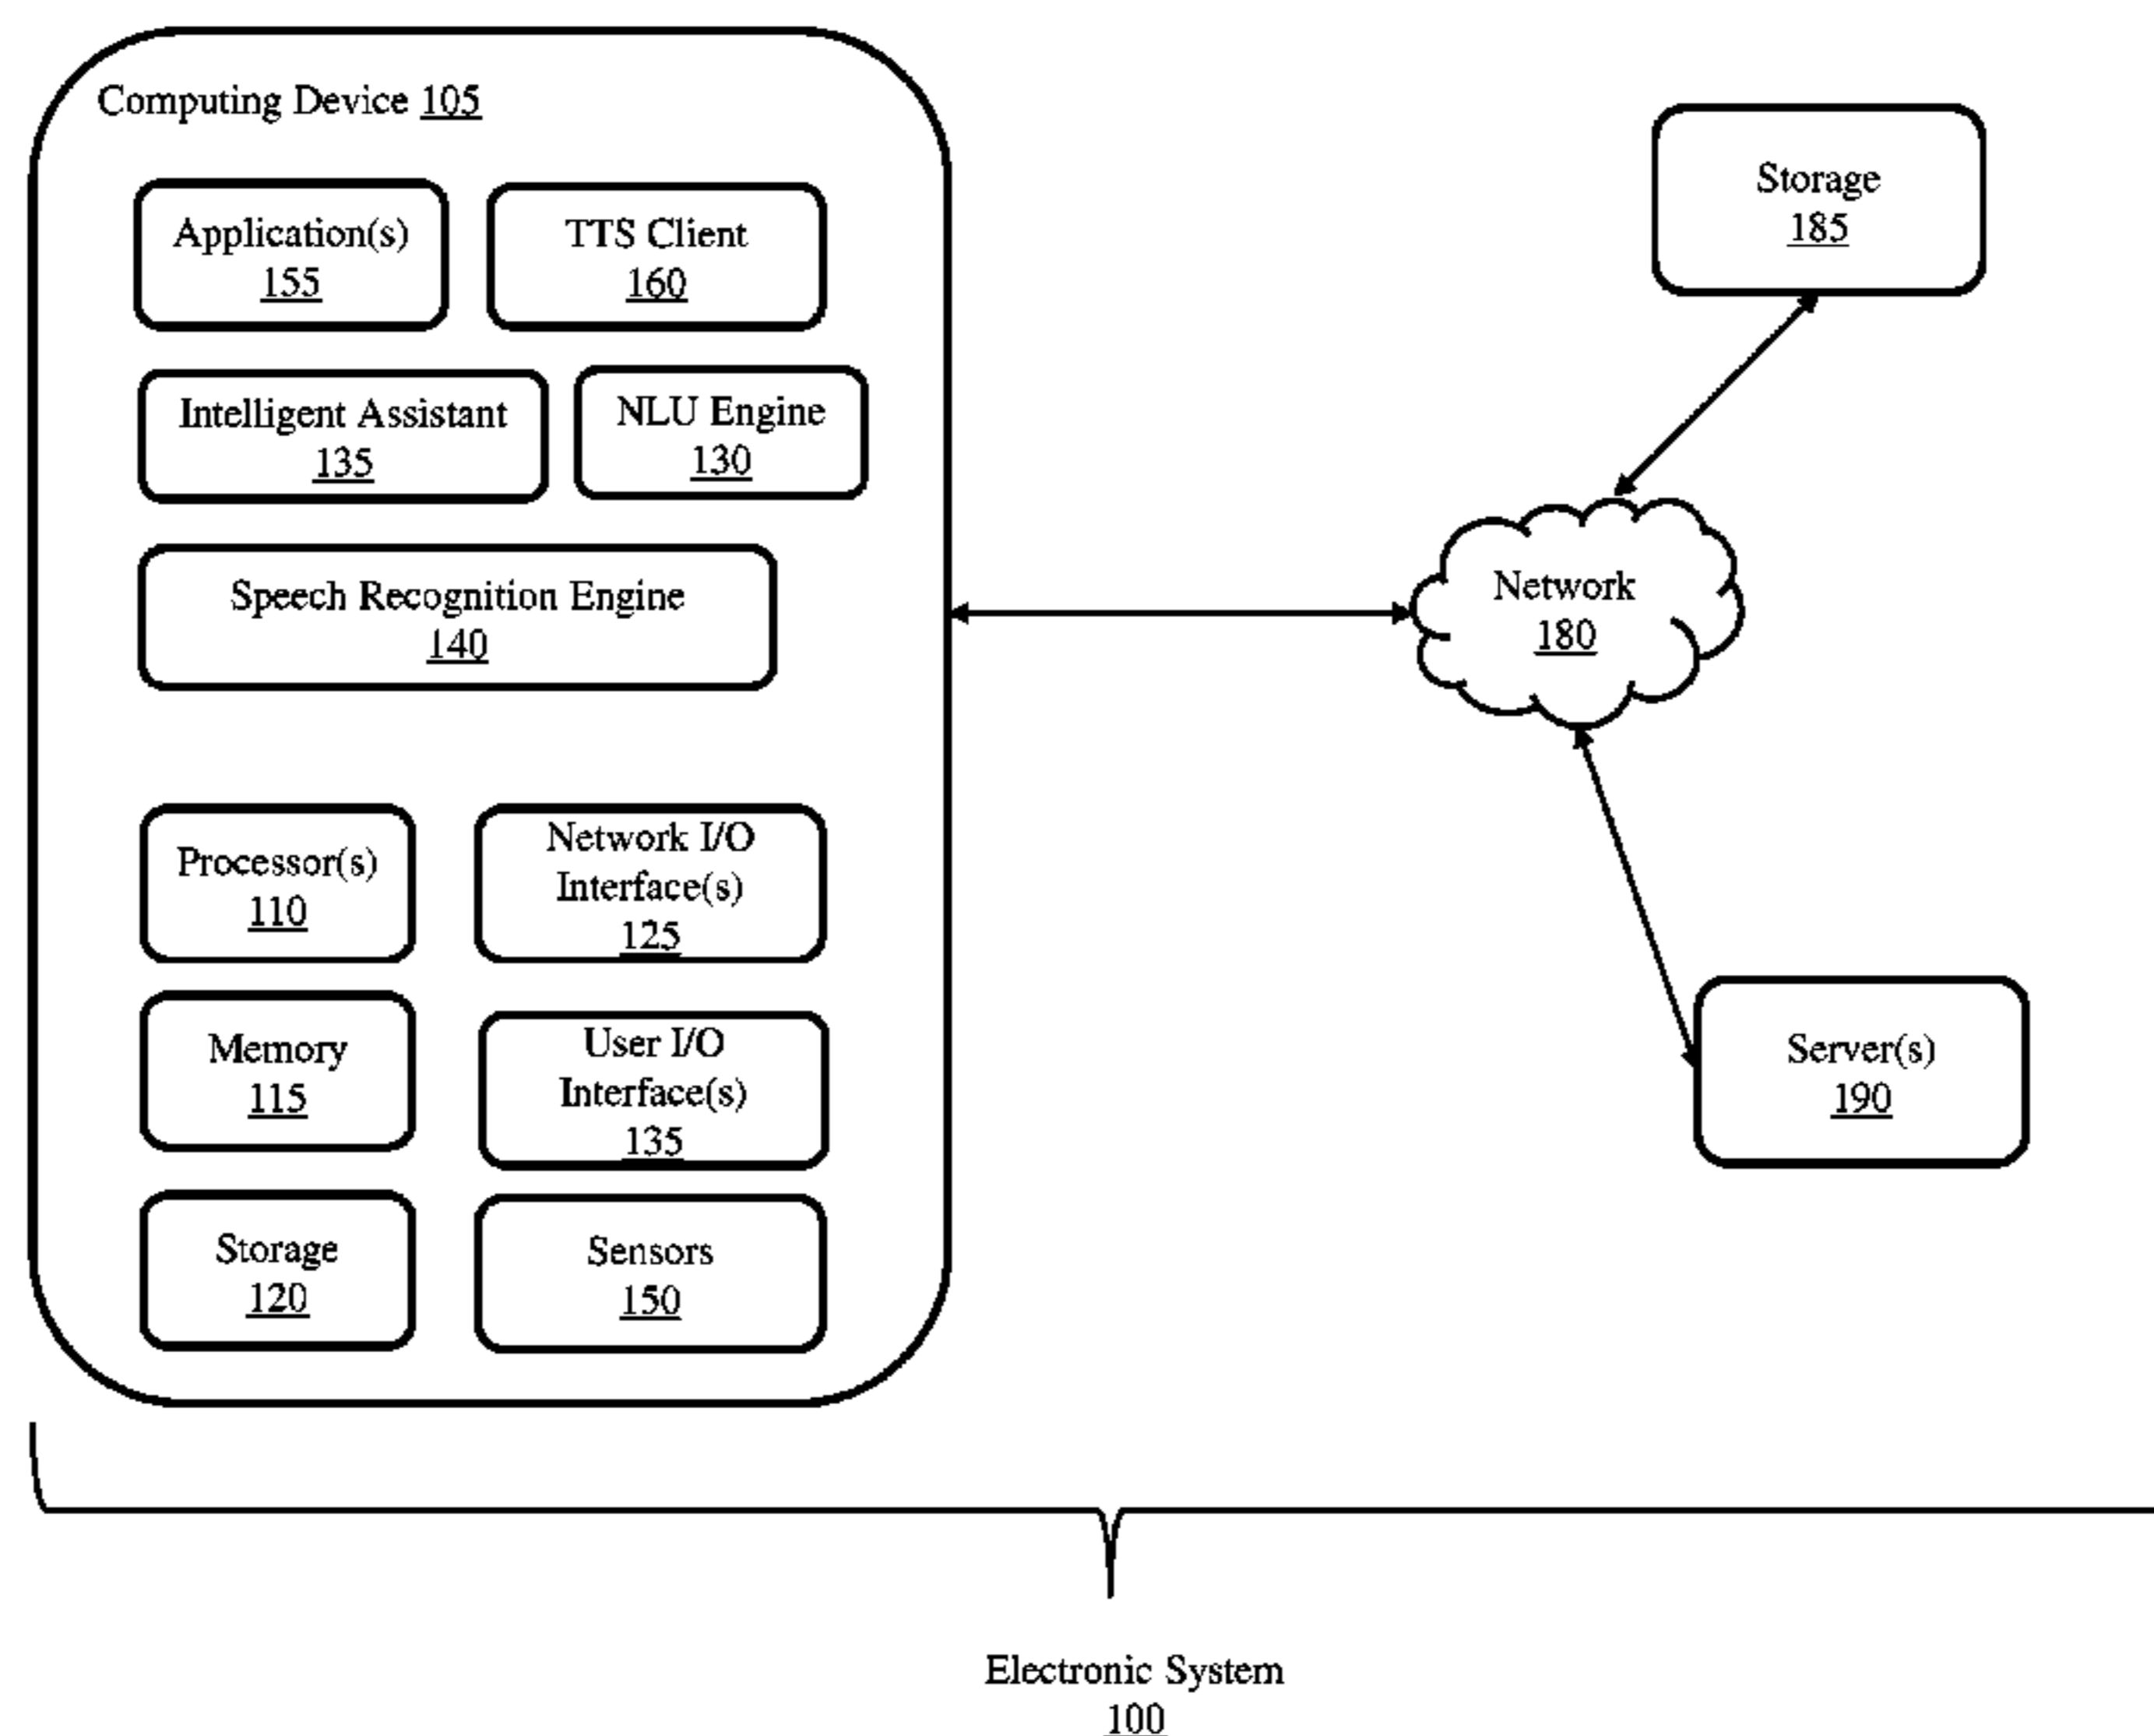 Computing Device 105
Application(s)
155
TTS Client
160
Intelligent Assistant
135
NLU Engine
130
Speech Recognition Engine
140
Processor(s)
110
Network I/O
Interface(s)
125
Memory
115
User I/O
Interface(s)
135
Storage
120
Sensors
150
Storage
185
Network
180
Server(s)
190
Electronic System
100